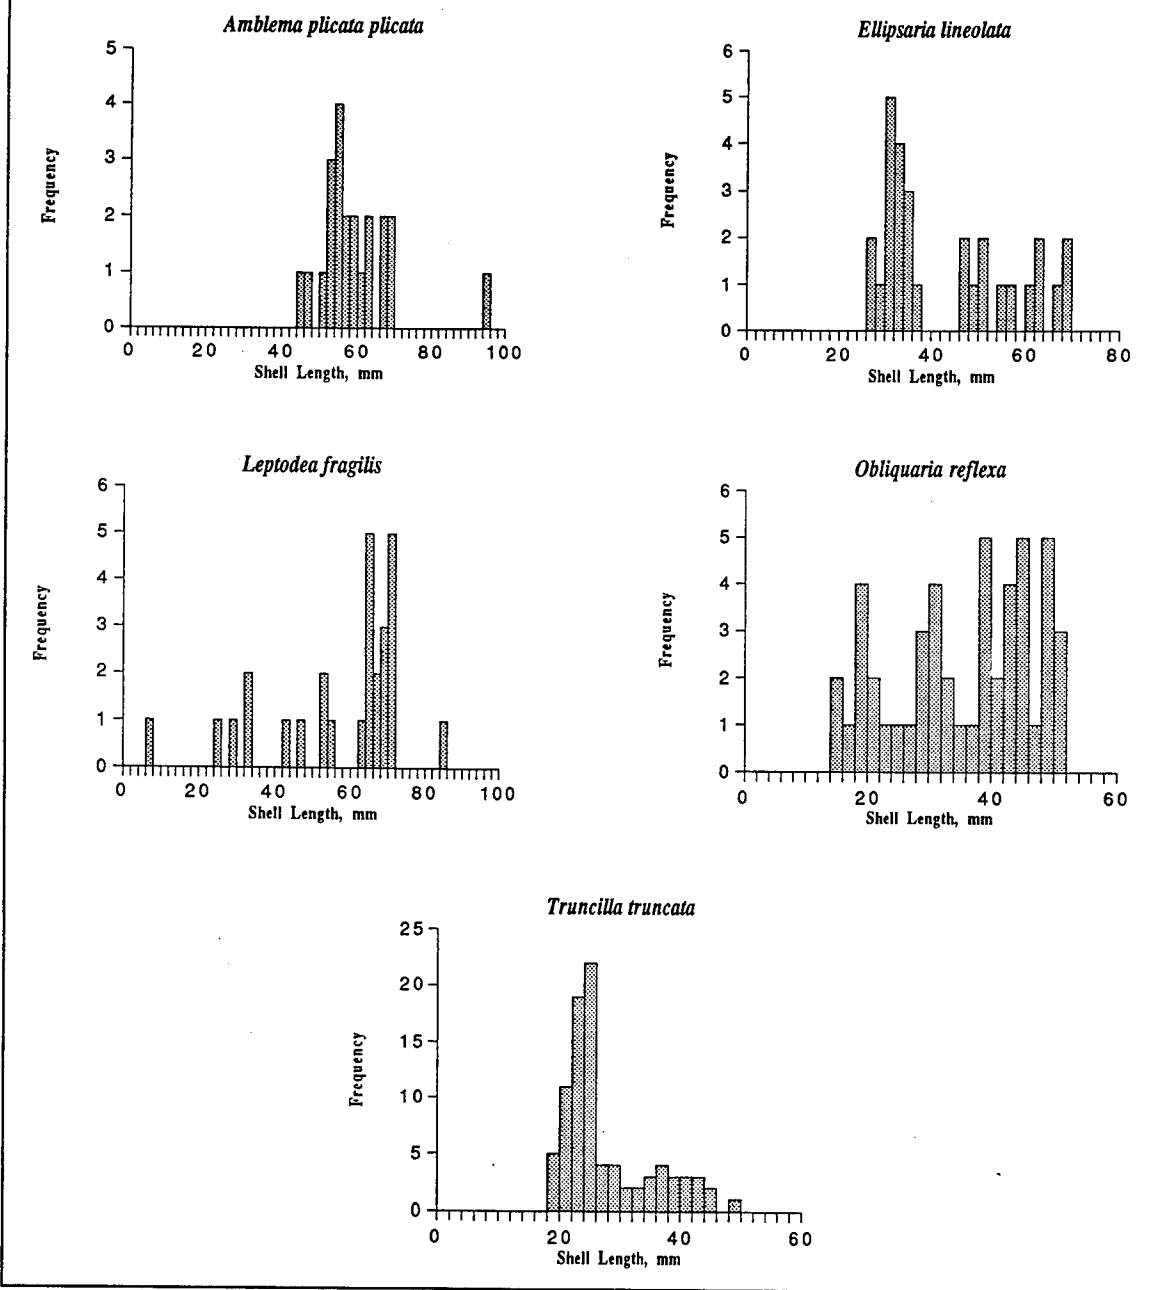 Amblema plicata plicata
5
4
3
2
1
0
Frequency
0 20 40 60 80 100
Shell Length, mm
Ellipsaria lineolata
6
5
4
3
2
1
0
Frequency
0 20 40 60 80
Shell Length, mm
Leptodea fragilis
6
5
4
3
2
1
0
Frequency
0 20 40 60 80 100
Shell Length, mm
Obliquaria reflexa
6
5
4
3
2
1
0
Frequency
0 20 40 60
Shell Length, mm
Truncilla truncata
25
20
15
10
5
0
Frequency
0 20 40 60
Shell Length, mm